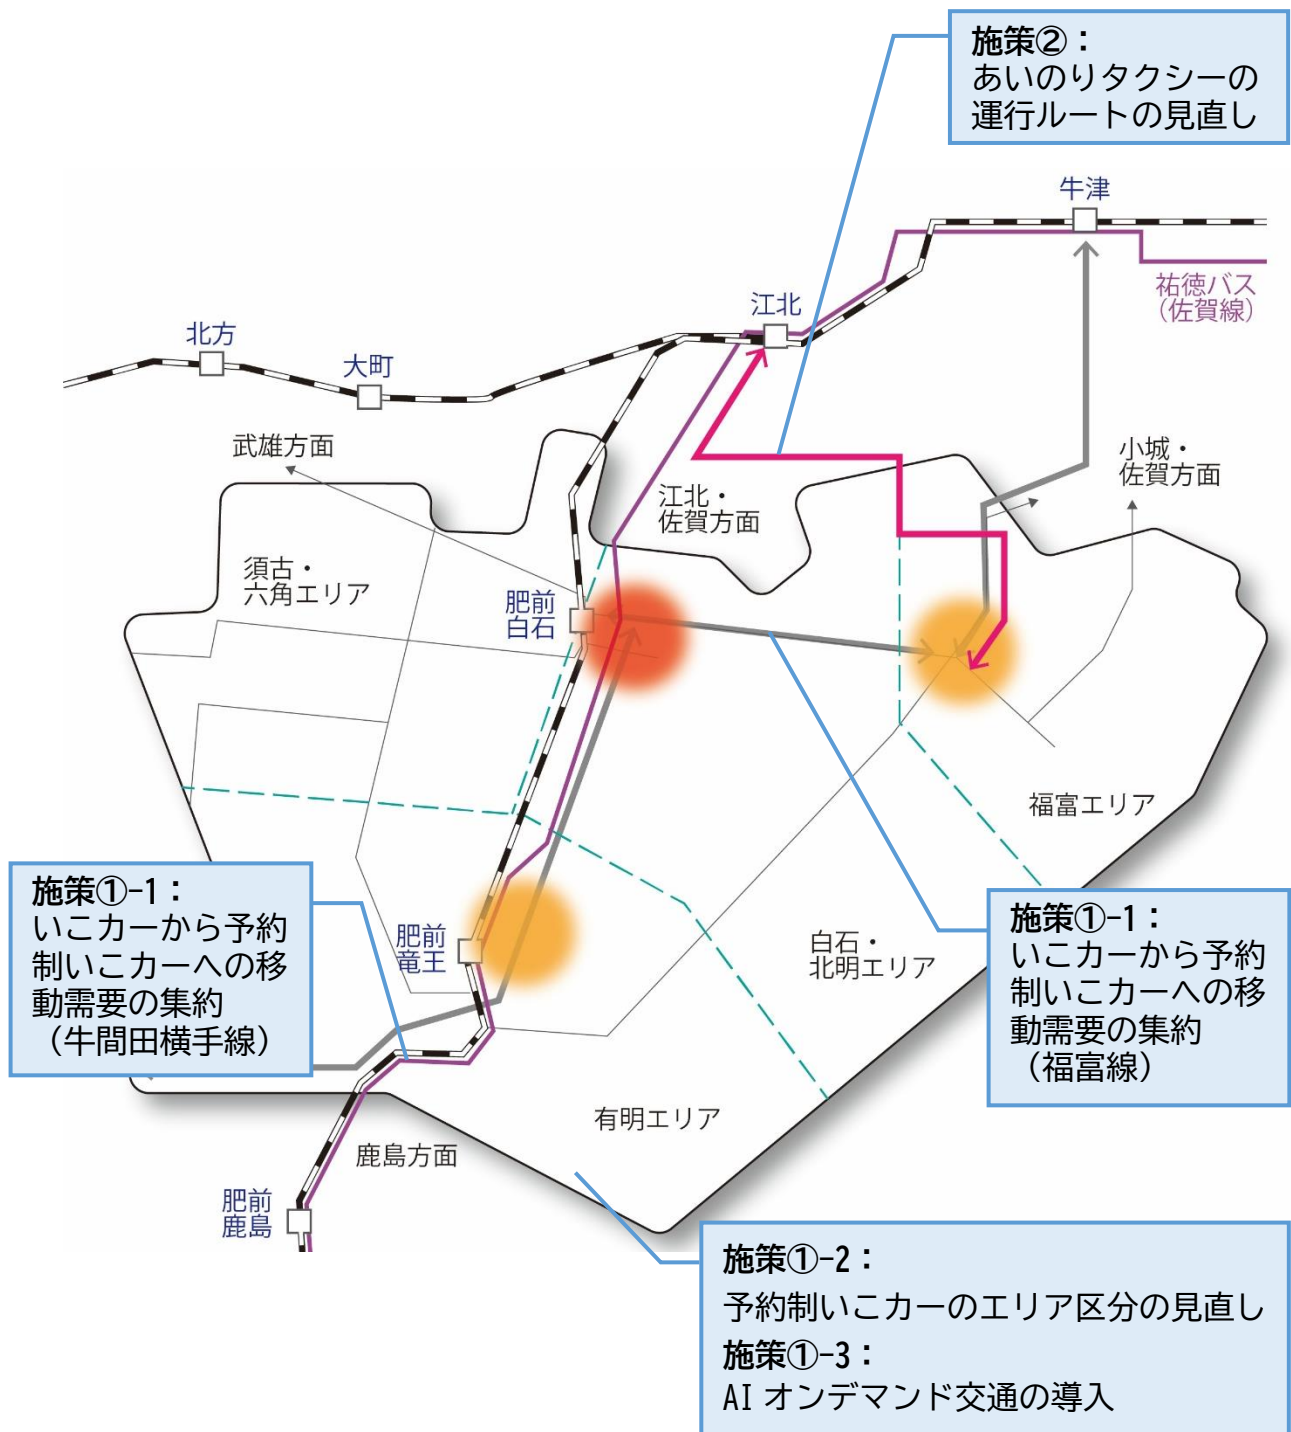 施策②：
あいのりタクシーの
運行ルートの見直し
牛津
祐徳バス
（佐賀線）
江北
北方
大町
武雄方面
小城・
佐賀方面
江北・
佐賀方面
須古・
六角エリア
肥前
白石
福富エリア
施策①-1：
いこカーから予約
制いこカーへの移
動需要の集約
（牛間田横手線）
肥前
竜王
白石・
北明エリア
施策①-1：
いこカーから予約
制いこカーへの移
動需要の集約
（福富線）
有明エリア
鹿島方面
肥前
鹿島
施策①-2：
予約制いこカーのエリア区分の見直し
施策①-3：
AI オンデマンド交通の導入